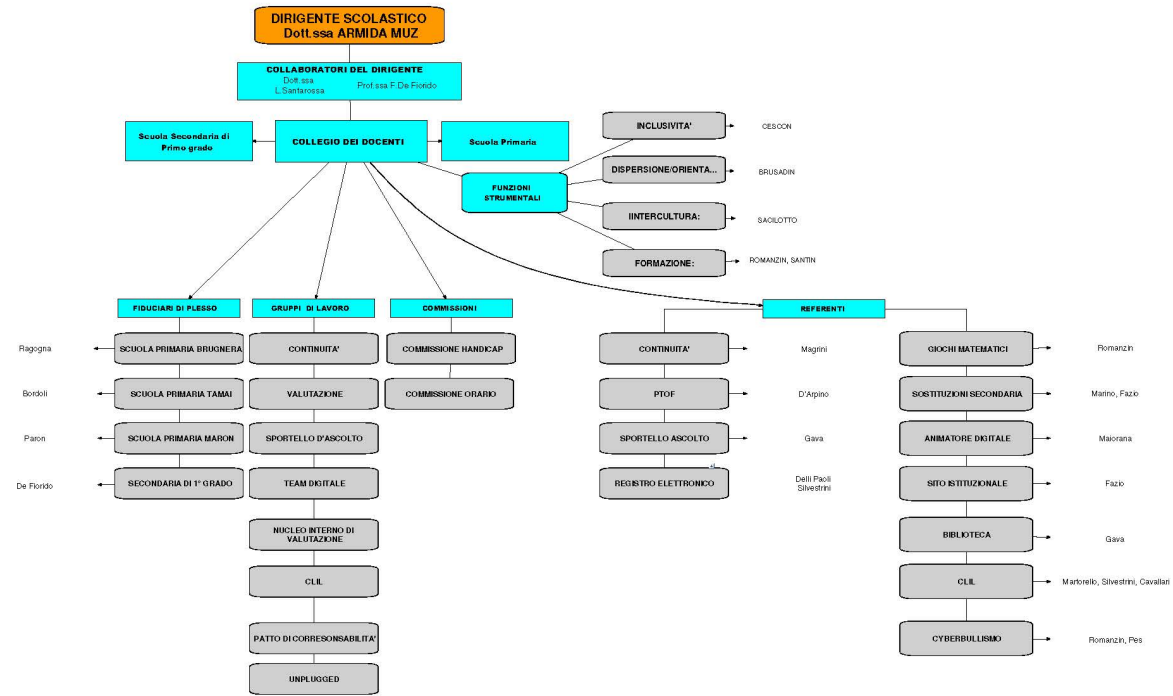 DIRIGENTE SCOLASTICO
Dott.ssa ARMIDA MUZ
COLLABORATORI DEL DIRIGENTE
Dott.ssa
L.Santarossa
Prof.ssa F.De Fiorido
Scuola Secondaria di
Primo grado
COLLEGIO DEI DOCENTI
Scuola Primaria
FUNZIONI
STRUMENTALI
INCLUSIVITA'
CESCON
DISPERSIONE/ORIENTA...
BRUSADIN
IINTERCULTURA:
SACILOTTO
FORMAZIONE:
ROMANZIN, SANTIN
FIDUCIARI DI PLESSO
Ragogna
SCUOLA PRIMARIA BRUGNERA
Bordoli
SCUOLA PRIMARIA TAMAI
Paron
SCUOLA PRIMARIA MARON
De Fiorido
SECONDARIA DI 1° GRADO
GRUPPI DI LAVORO
CONTINUITA'
VALUTAZIONE
SPORTELLO D'ASCOLTO
TEAM DIGITALE
NUCLEO INTERNO DI
VALUTAZIONE
CLIL
PATTO DI CORRESONSABILITA'
UNPLUGGED
COMMISSIONI
COMMISSIONE HANDICAP
COMMISSIONE ORARIO
REFERENTI
CONTINUITA'
Magrini
PTOF
D'Arpino
SPORTELLO ASCOLTO
Gava
REGISTRO ELETTRONICO
Delli Paoli
Silvestrini
GIOCHI MATEMATICI
Romanzin
SOSTITUZIONI SECONDARIA
Marino, Fazio
ANIMATORE DIGITALE
Maiorana
SITO ISTITUZIONALE
Fazio
BIBLIOTECA
Gava
CLIL
Martorello, Silvestrini, Cavallari
CYBERBULLISMO
Romanzin, Pes